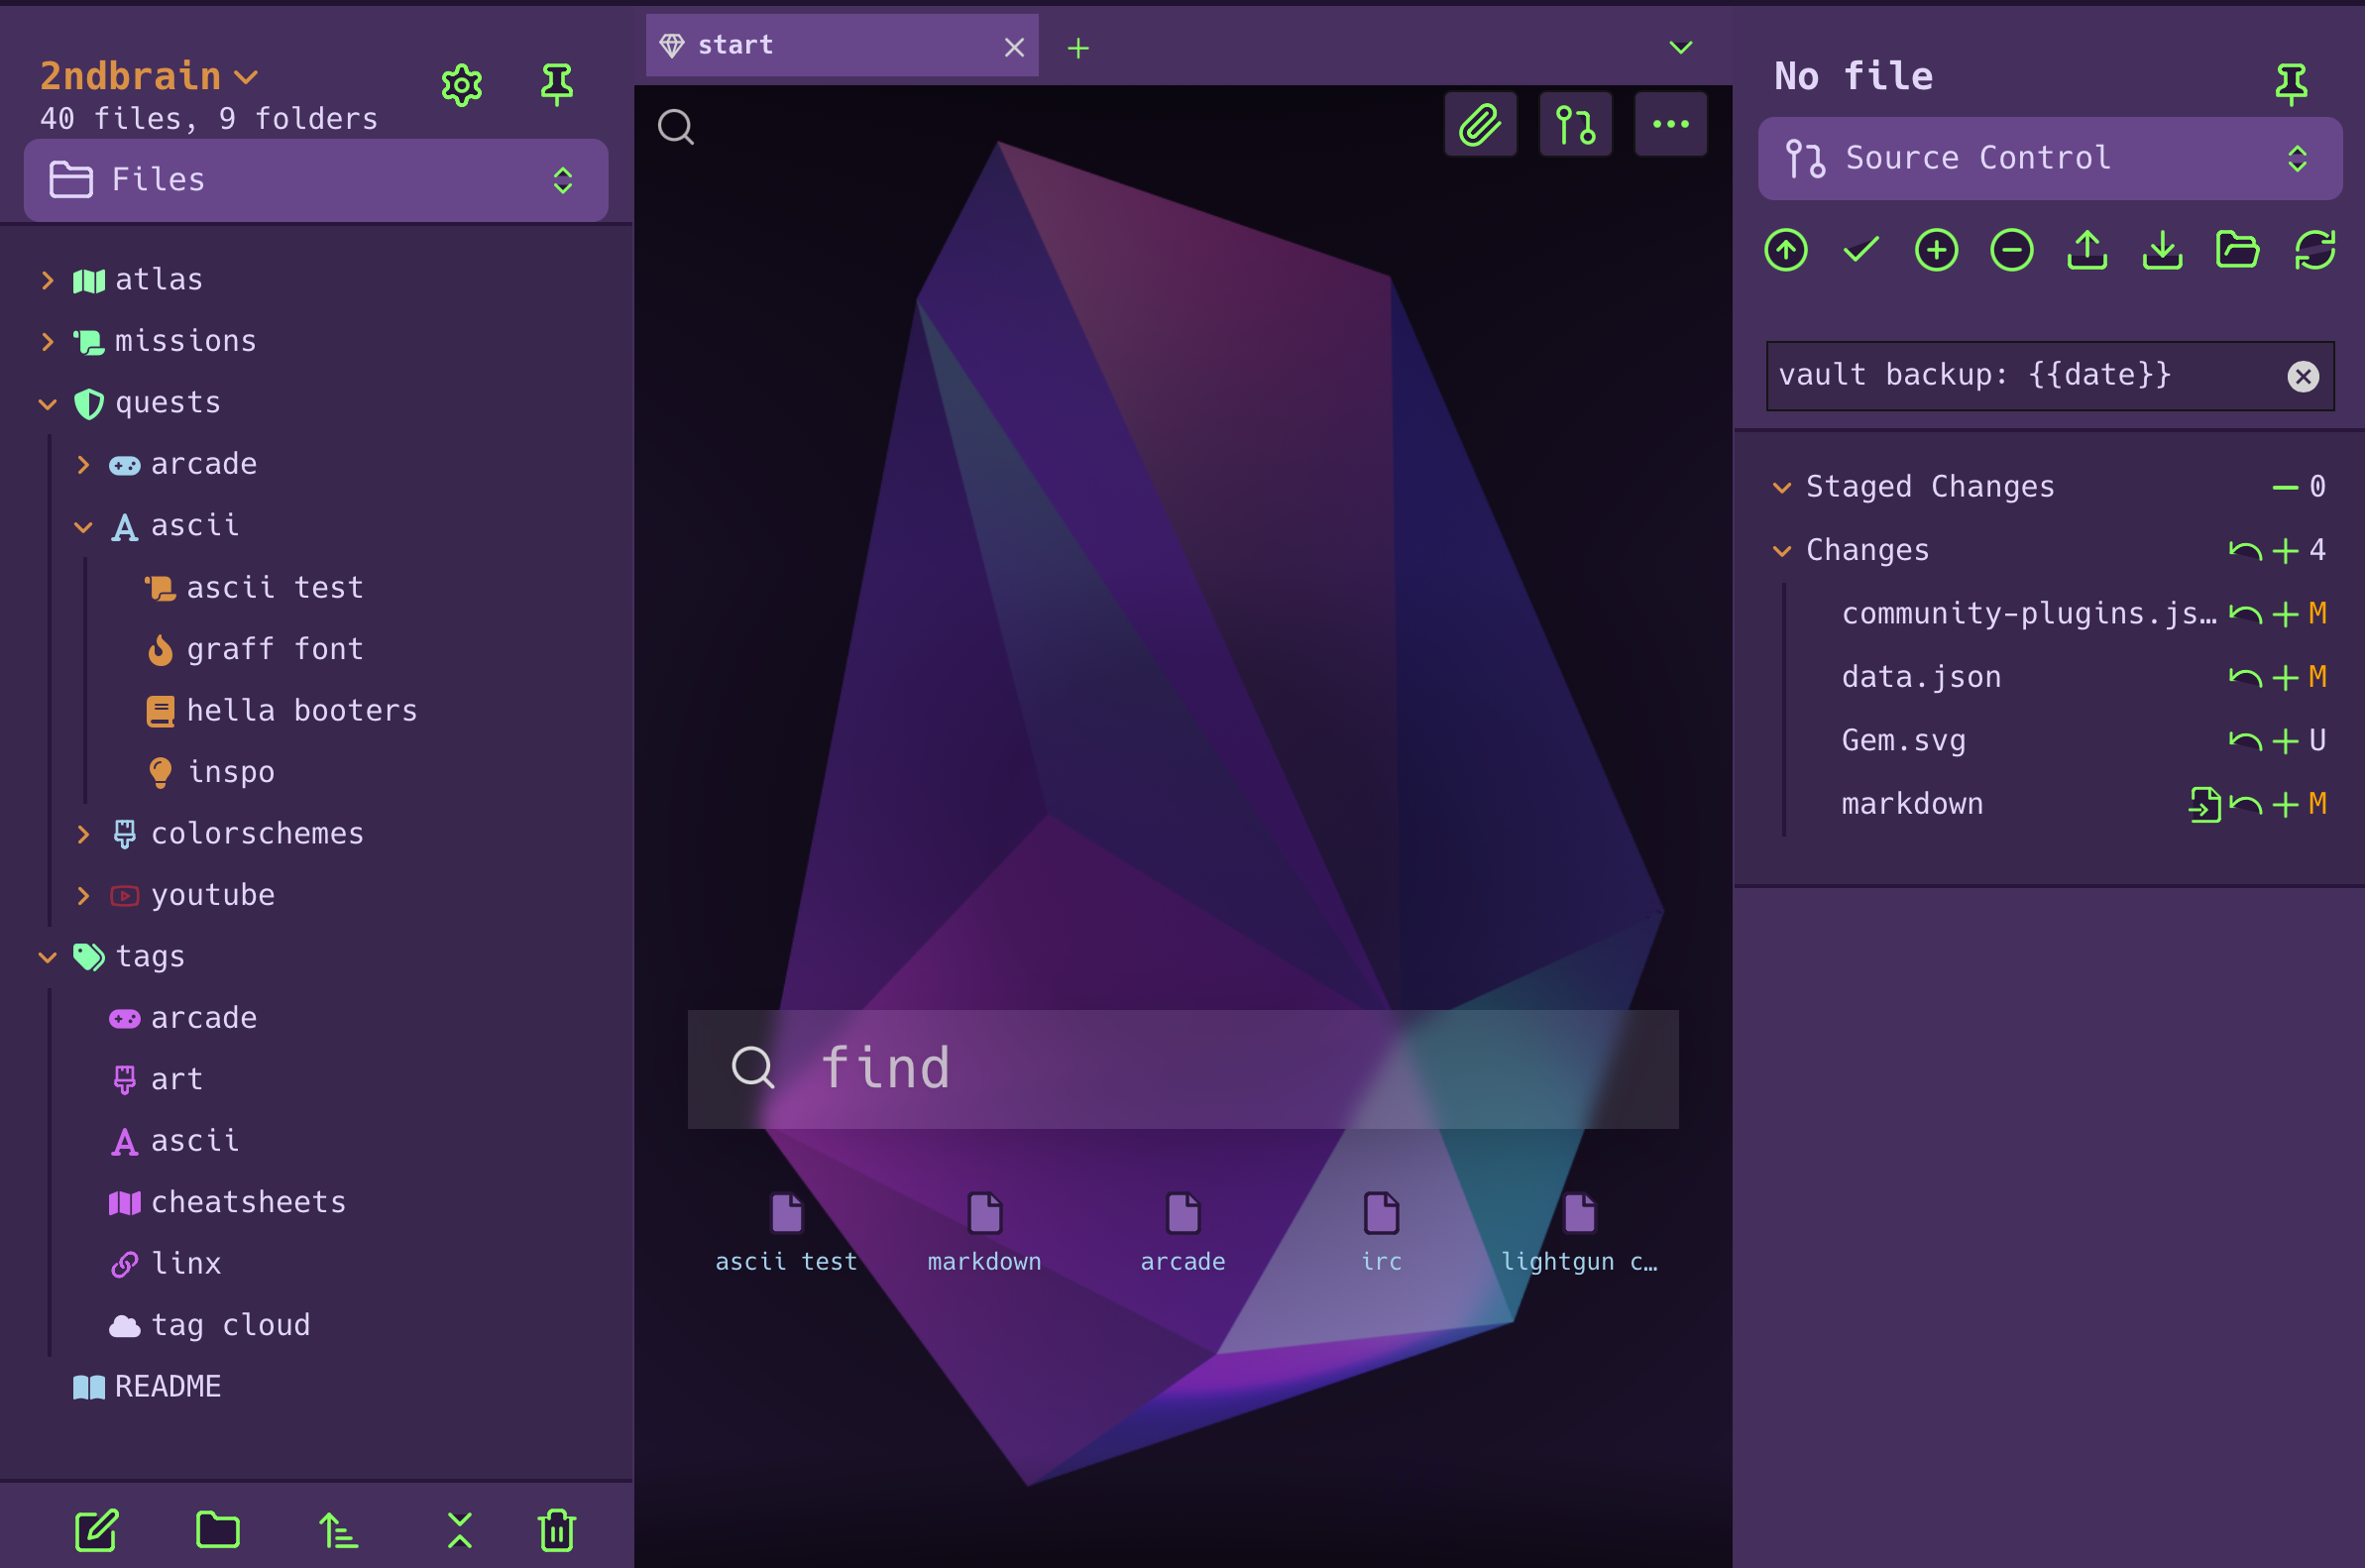 2ndbrain
40 files, 9 folders
Files
atlas
missions
quests
arcade
ascii
ascii test
graff font
hella booters
inspo
colorschemes
youtube
tags
arcade
art
ascii
cheatsheets
linx
tag cloud
README
start
find
ascii test
markdown
arcade
irc
lightgun c…
No file
Source Control
vault backup: {{date}}
Staged Changes 0
Changes 4
community-plugins.js… M
data.json M
Gem.svg U
markdown M